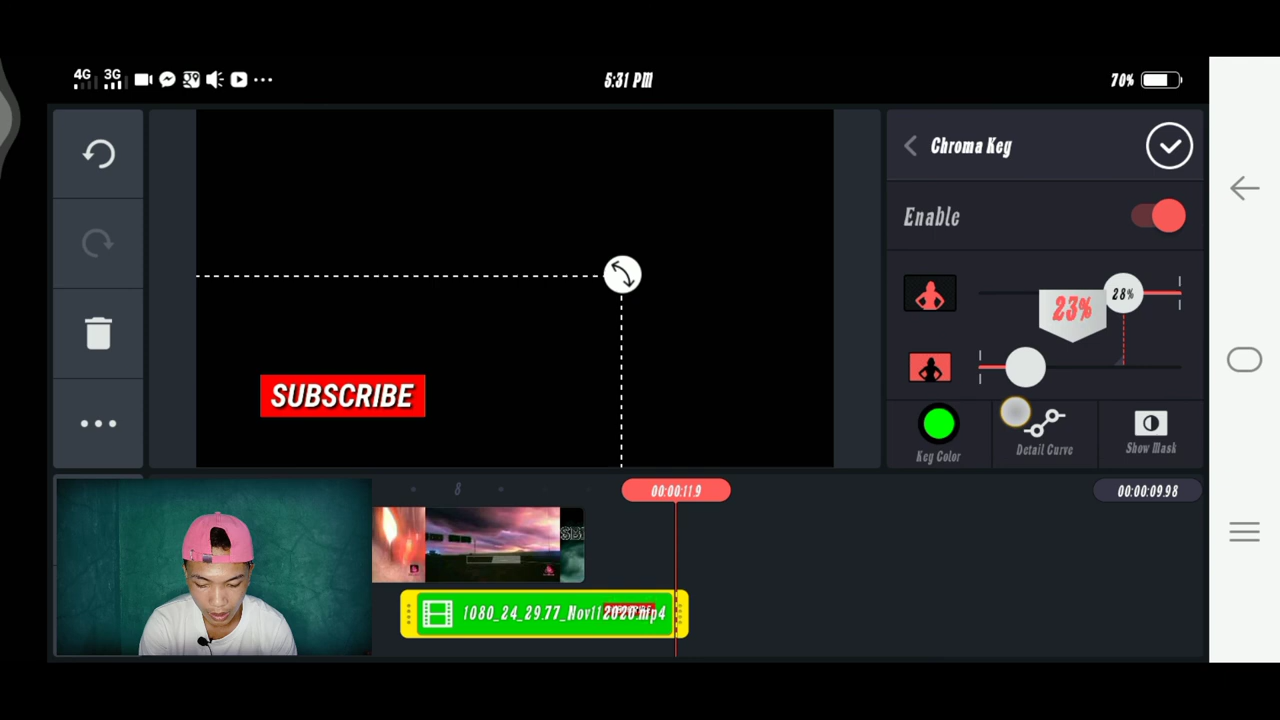 4G 3G 5:31 PM 70%
Chroma Key
Enable
28%
23%
SUBSCRIBE
Key Color
Detail Curve
Show Mask
8
00:00:11.9
00:00:09.98
1080_24_29.77_Nov112020.mp4